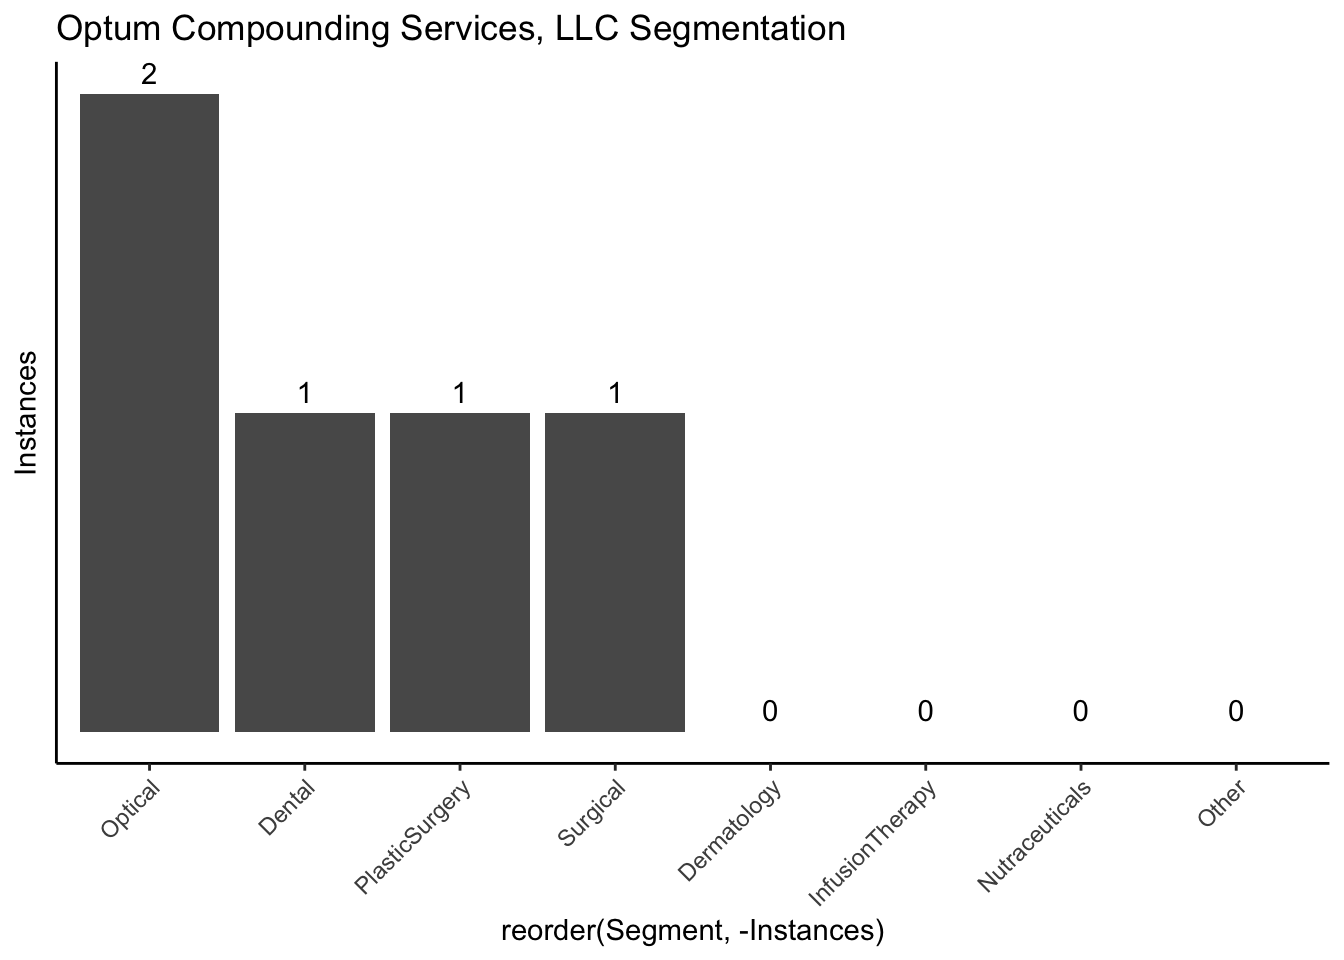 Optum Compounding Services, LLC Segmentation
2
1 1 1
0 0 0 0
Instances
Optical Dental PlasticSurgery Surgical Dermatology InfusionTherapy Nutraceuticals Other
reorder(Segment, -Instances)